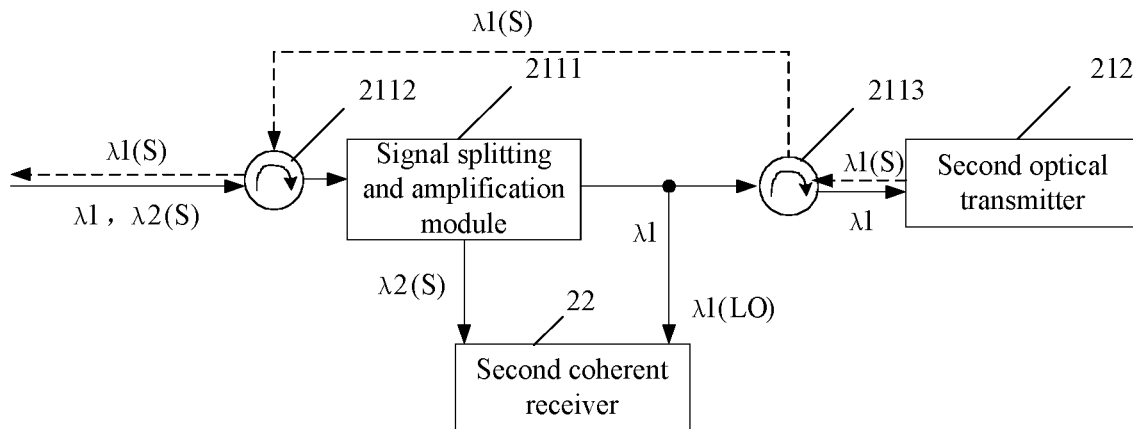 λ1(S)
2112
2111
2113
212
λ1(S)
Signal splitting
and amplification
module
λ1(S)
Second optical
transmitter
λ1 , λ2(S)
λ1
λ1
λ2(S)
22
λ1(LO)
Second coherent
receiver